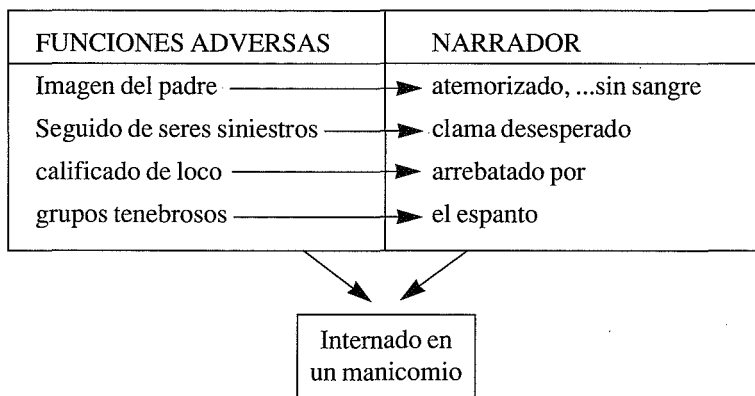 FUNCIONES ADVERSAS NARRADOR
Imagen del padre atemorizado, ...sin sangre
Seguido de seres siniestros clama desesperado
calificado de loco arrebatado por
grupos tenebrosos el espanto
Internado en
un manicomio